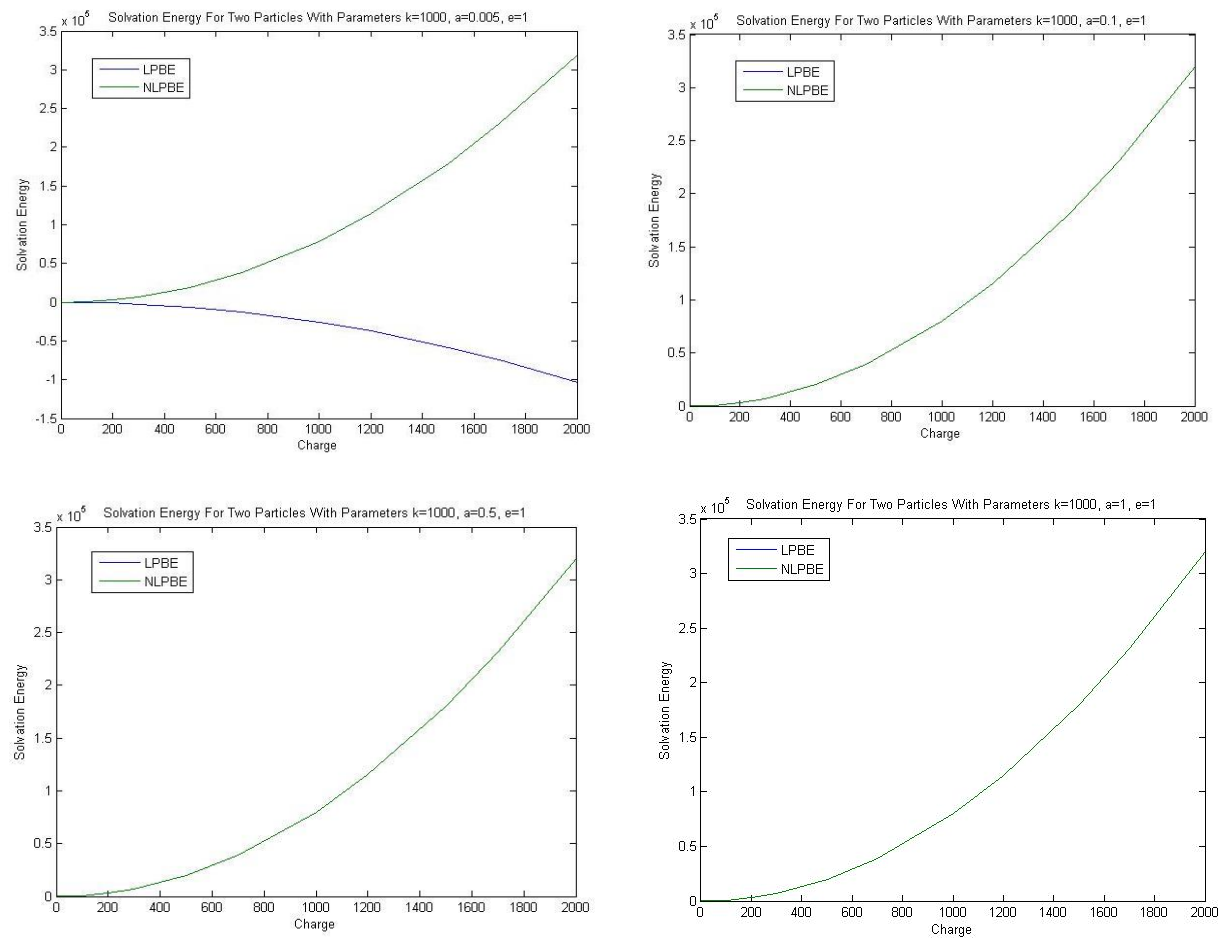 Solvation Energy For Two Particles With Parameters k=1000, a=0.005, e=1
x 10^5
3.5
3
2.5
2
1.5
1
0.5
0
-0.5
-1
-1.5
Solvation Energy
LPBE
NLPBE
0 200 400 600 800 1000 1200 1400 1600 1800 2000
Charge
Solvation Energy For Two Particles With Parameters k=1000, a=0.1, e=1
x 10^5
3.5
3
2.5
2
1.5
1
0.5
0
Solvation Energy
LPBE
NLPBE
0 200 400 600 800 1000 1200 1400 1600 1800 2000
Charge
Solvation Energy For Two Particles With Parameters k=1000, a=0.5, e=1
x 10^5
3.5
3
2.5
2
1.5
1
0.5
0
Solvation Energy
LPBE
NLPBE
0 200 400 600 800 1000 1200 1400 1600 1800 2000
Charge
Solvation Energy For Two Particles With Parameters k=1000, a=1, e=1
x 10^5
3.5
3
2.5
2
1.5
1
0.5
0
Solvation Energy
LPBE
NLPBE
0 200 400 600 800 1000 1200 1400 1600 1800 2000
Charge